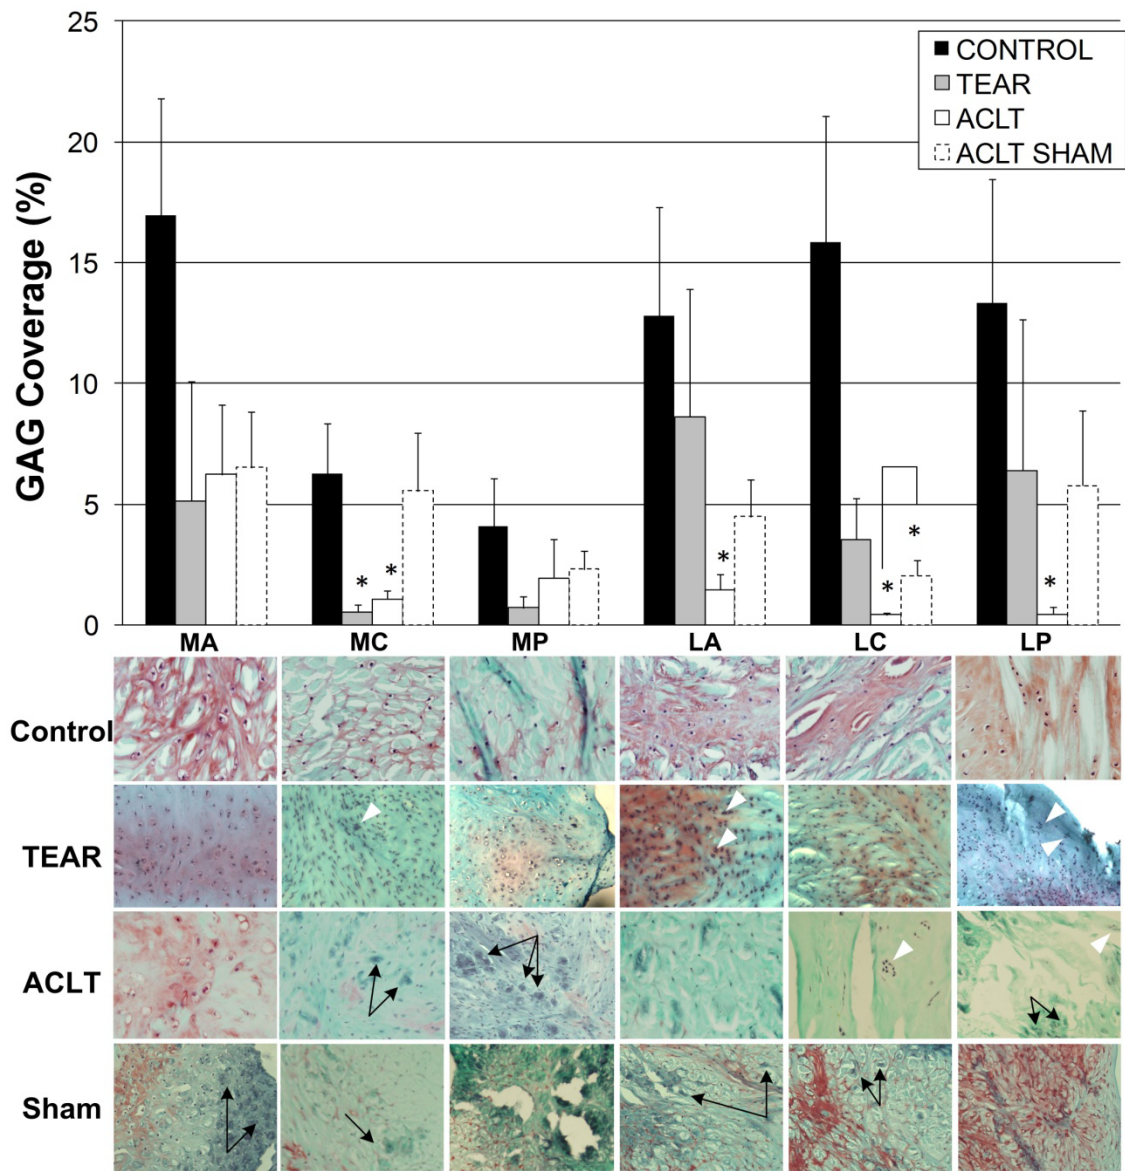 25
20
15
10
5
0
GAG Coverage (%)
CONTROL
TEAR
ACLT
ACLT SHAM
*
*
*
*
*
*
MA MC MP LA LC LP
Control
TEAR
ACLT
Sham